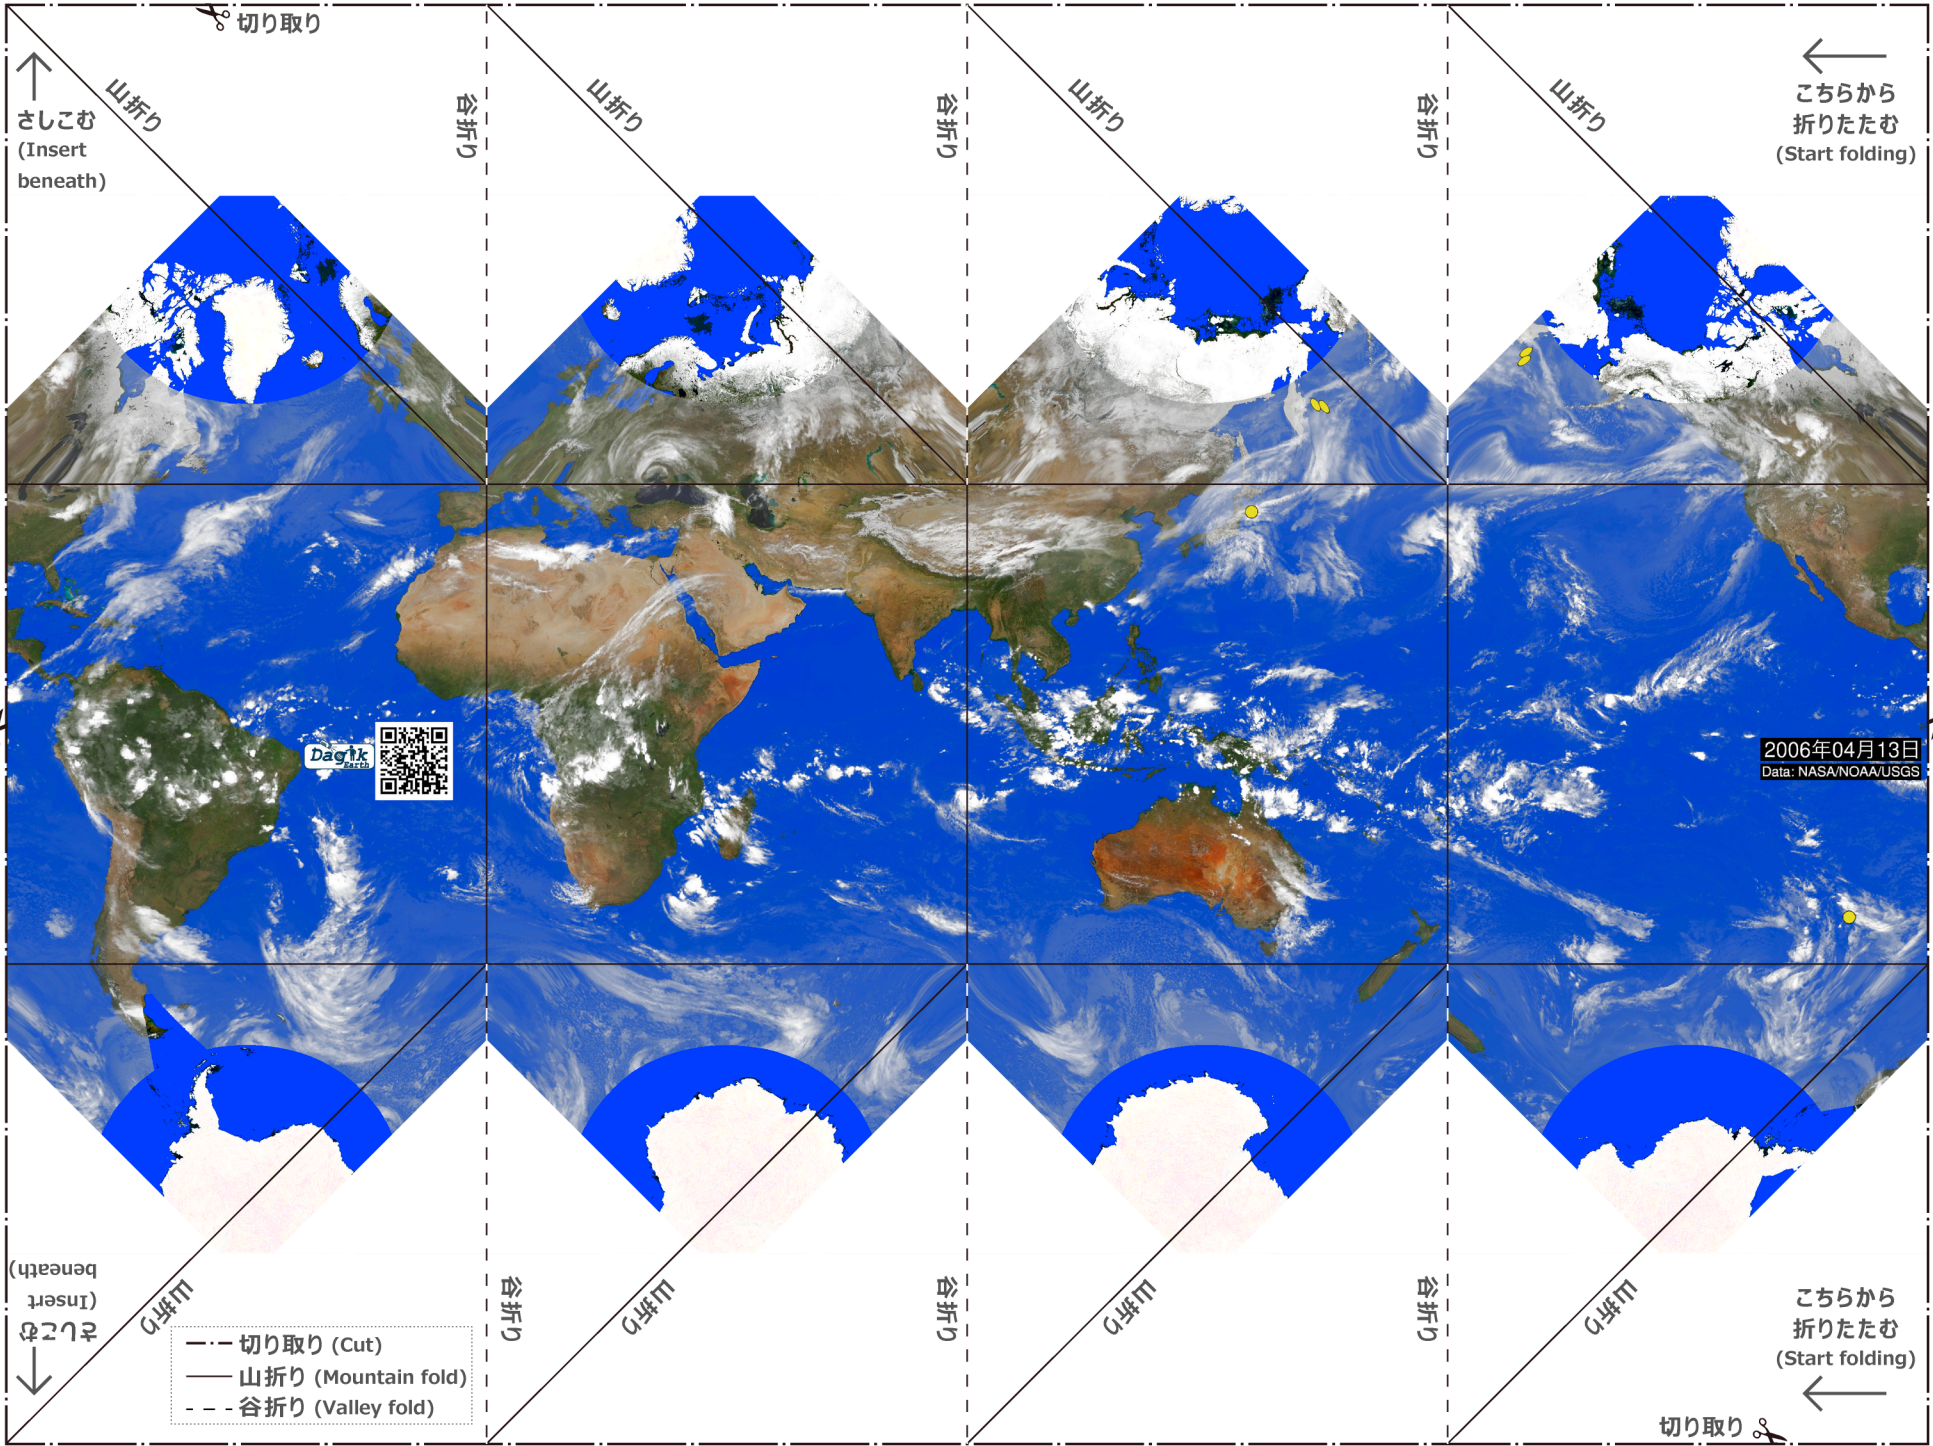 切り取り
山折り
谷折り
山折り
谷折り
山折り
谷折り
山折り
さしこむ
(Insert
beneath)
こちらから
折りたたむ
(Start folding)
Dagik
Earth
2006年04月13日
Data: NASA/NOAA/USGS
さしこむ
(Insert
beneath)
山折り
谷折り
山折り
谷折り
山折り
谷折り
山折り
こちらから
折りたたむ
(Start folding)
切り取り (Cut)
山折り (Mountain fold)
谷折り (Valley fold)
切り取り